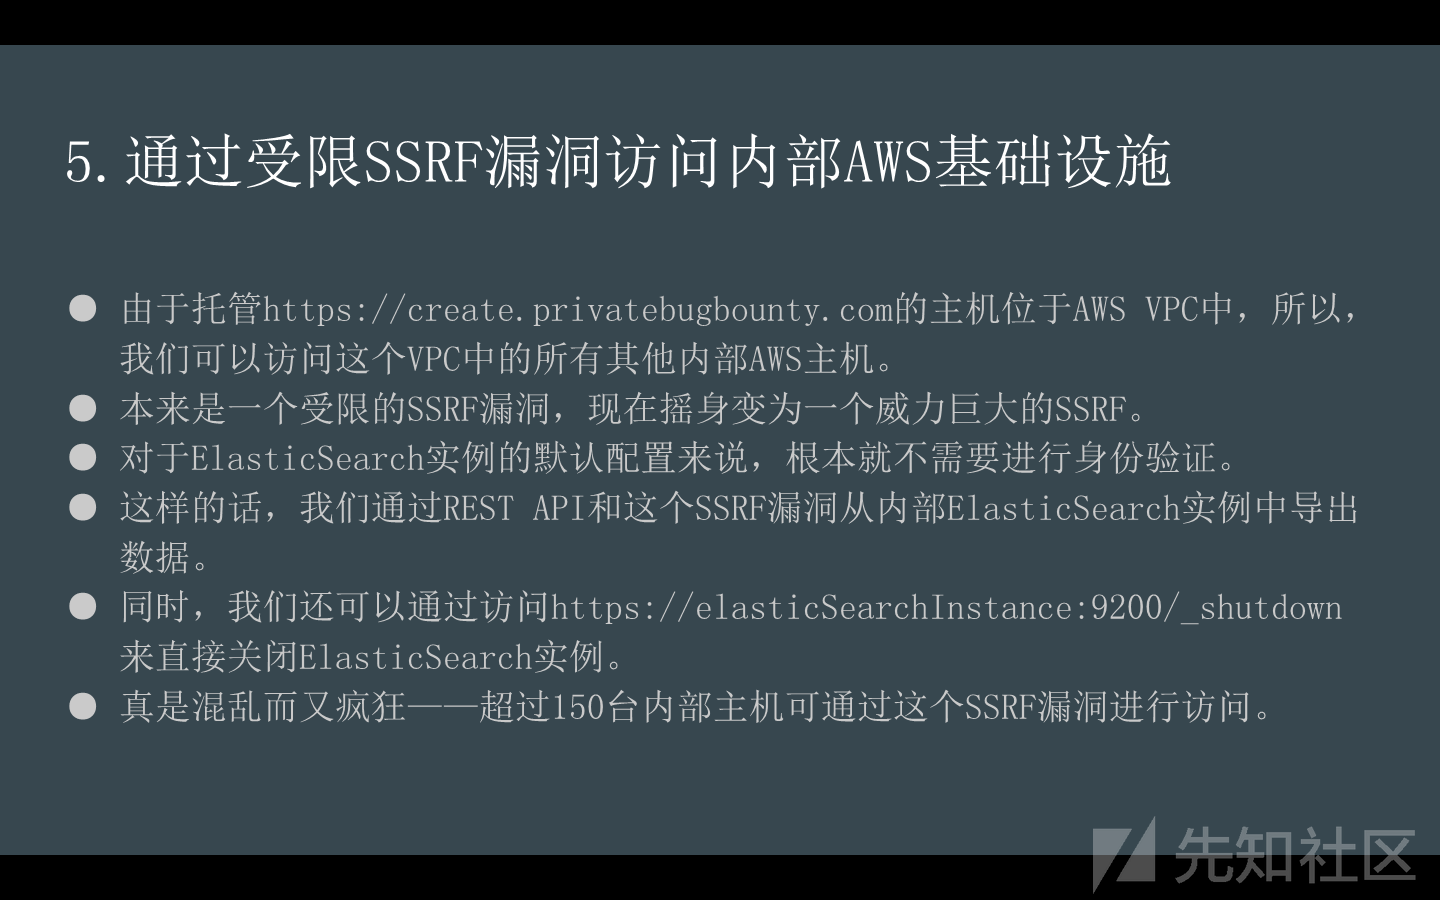 5. 通过受限SSRF漏洞访问内部AWS基础设施
● 由于托管https://create.privatebugbounty.com的主机位于AWS VPC中，所以，
我们可以访问这个VPC中的所有其他内部AWS主机。
● 本来是一个受限的SSRF漏洞，现在摇身变为一个威力巨大的SSRF。
● 对于ElasticSearch实例的默认配置来说，根本就不需要进行身份验证。
● 这样的话，我们通过REST API和这个SSRF漏洞从内部ElasticSearch实例中导出
数据。
● 同时，我们还可以通过访问https://elasticSearchInstance:9200/_shutdown
来直接关闭ElasticSearch实例。
● 真是混乱而又疯狂——超过150台内部主机可通过这个SSRF漏洞进行访问。
先知社区